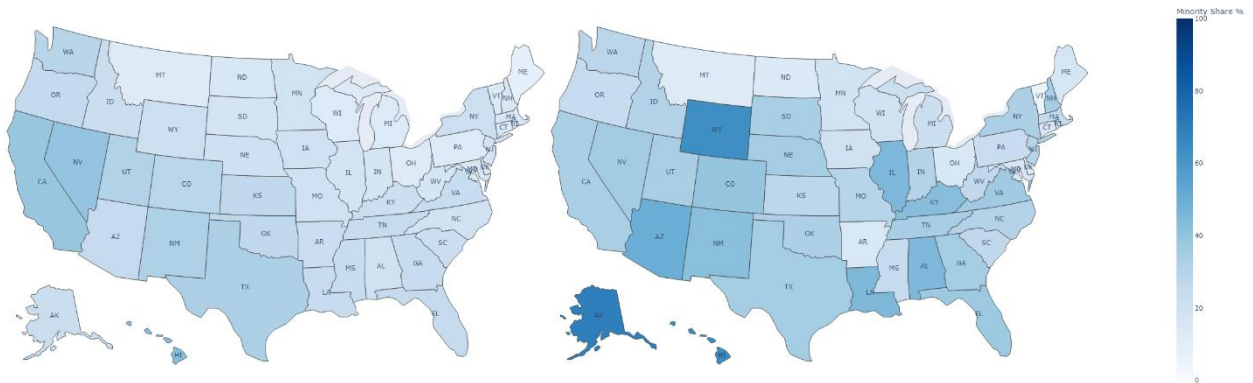 Minority Share %
100
80
60
40
20
0
WA
MT
ND
MN
ME
OR
ID
WY
SD
WI
MI
NY
VT
NH
MA
CT
RI
NV
UT
CO
NE
IA
IL
IN
OH
PA
NJ
CA
KS
MO
KY
WV
VA
AZ
NM
OK
AR
TN
NC
SC
TX
LA
MS
AL
GA
FL
AK
HI
WA
MT
ND
MN
ME
OR
ID
WY
SD
WI
MI
NY
VT
NH
MA
CT
RI
NV
UT
CO
NE
IA
IL
IN
OH
PA
NJ
CA
KS
MO
KY
WV
VA
AZ
NM
OK
AR
TN
NC
SC
TX
LA
MS
AL
GA
FL
AK
HI